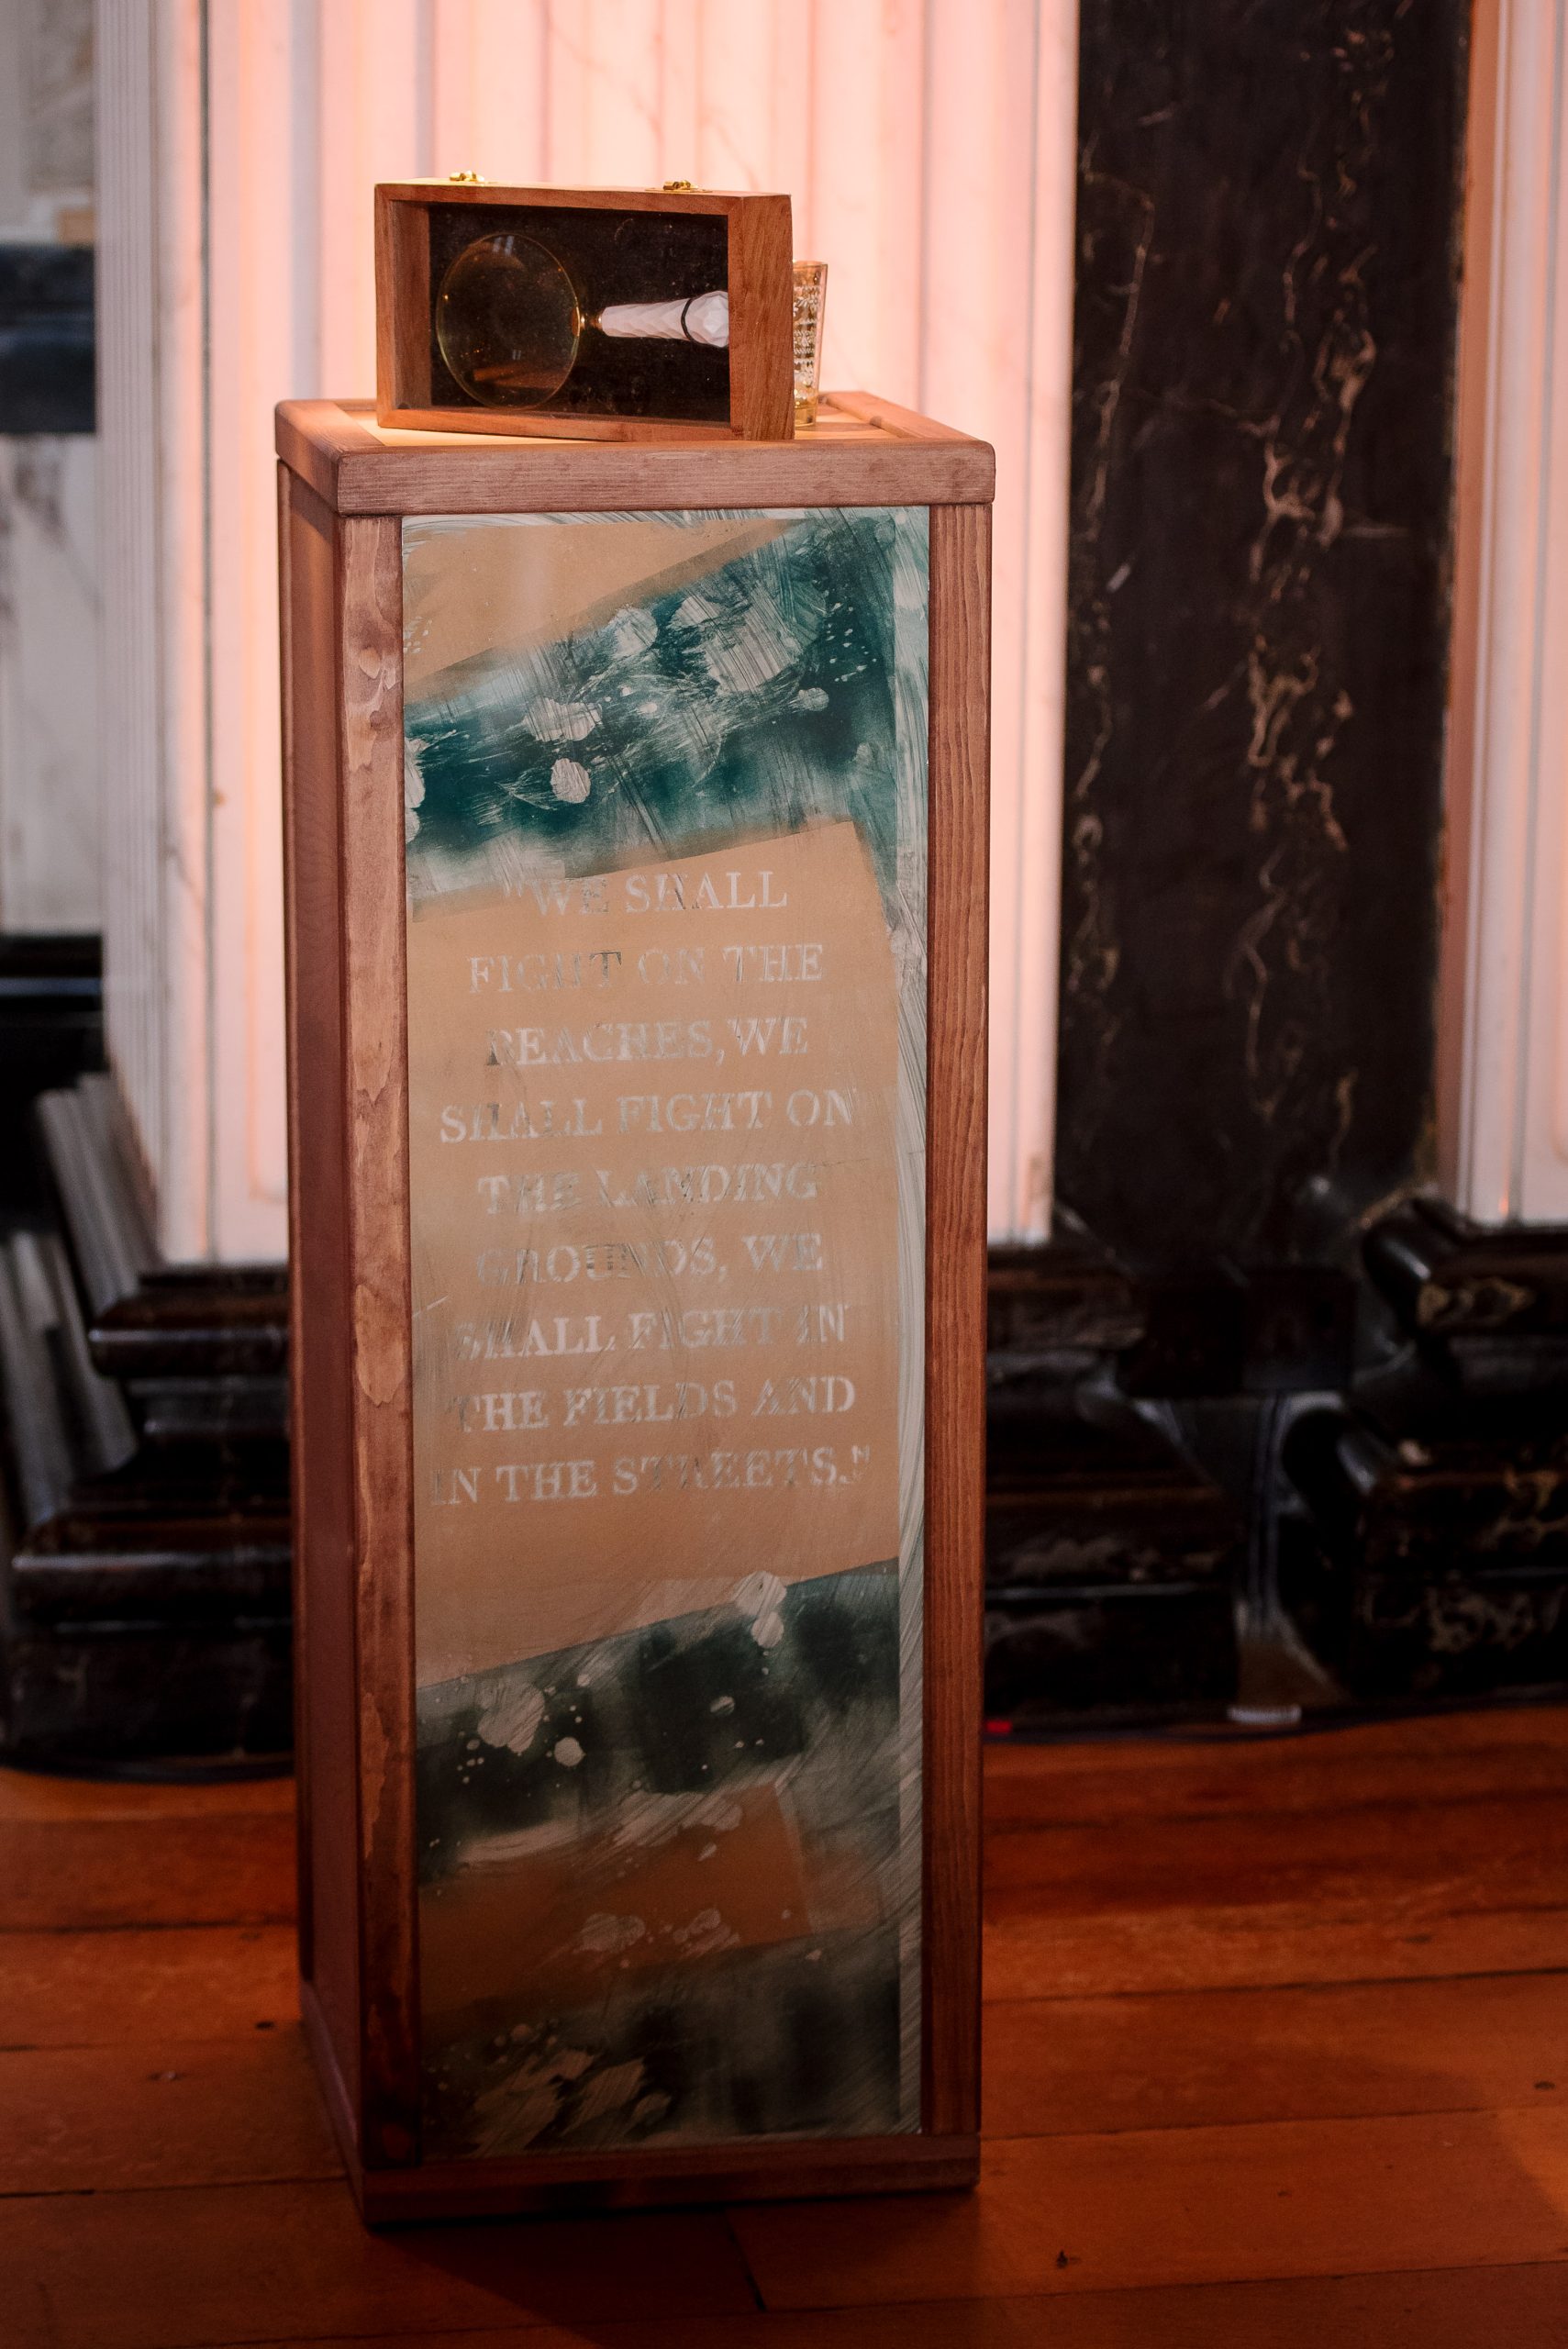 "WE SHALL
FIGHT ON THE
BEACHES, WE
SHALL FIGHT ON
THE LANDING
GROUNDS, WE
SHALL FIGHT IN
THE FIELDS AND
IN THE STREETS."